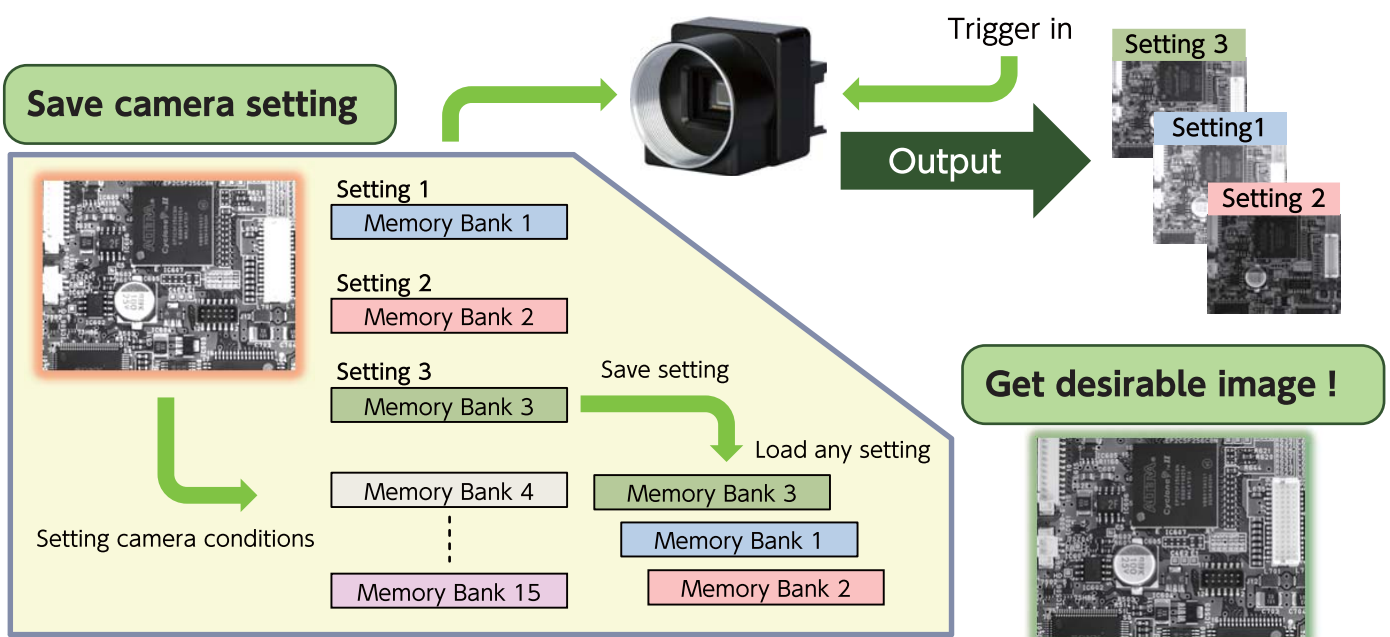 Save camera setting
Trigger in
Output
Setting 3
Setting1
Setting 2
Setting 1
Memory Bank 1
Setting 2
Memory Bank 2
Setting 3
Memory Bank 3
Memory Bank 4
Memory Bank 15
Setting camera conditions
Save setting
Load any setting
Memory Bank 3
Memory Bank 1
Memory Bank 2
Get desirable image !